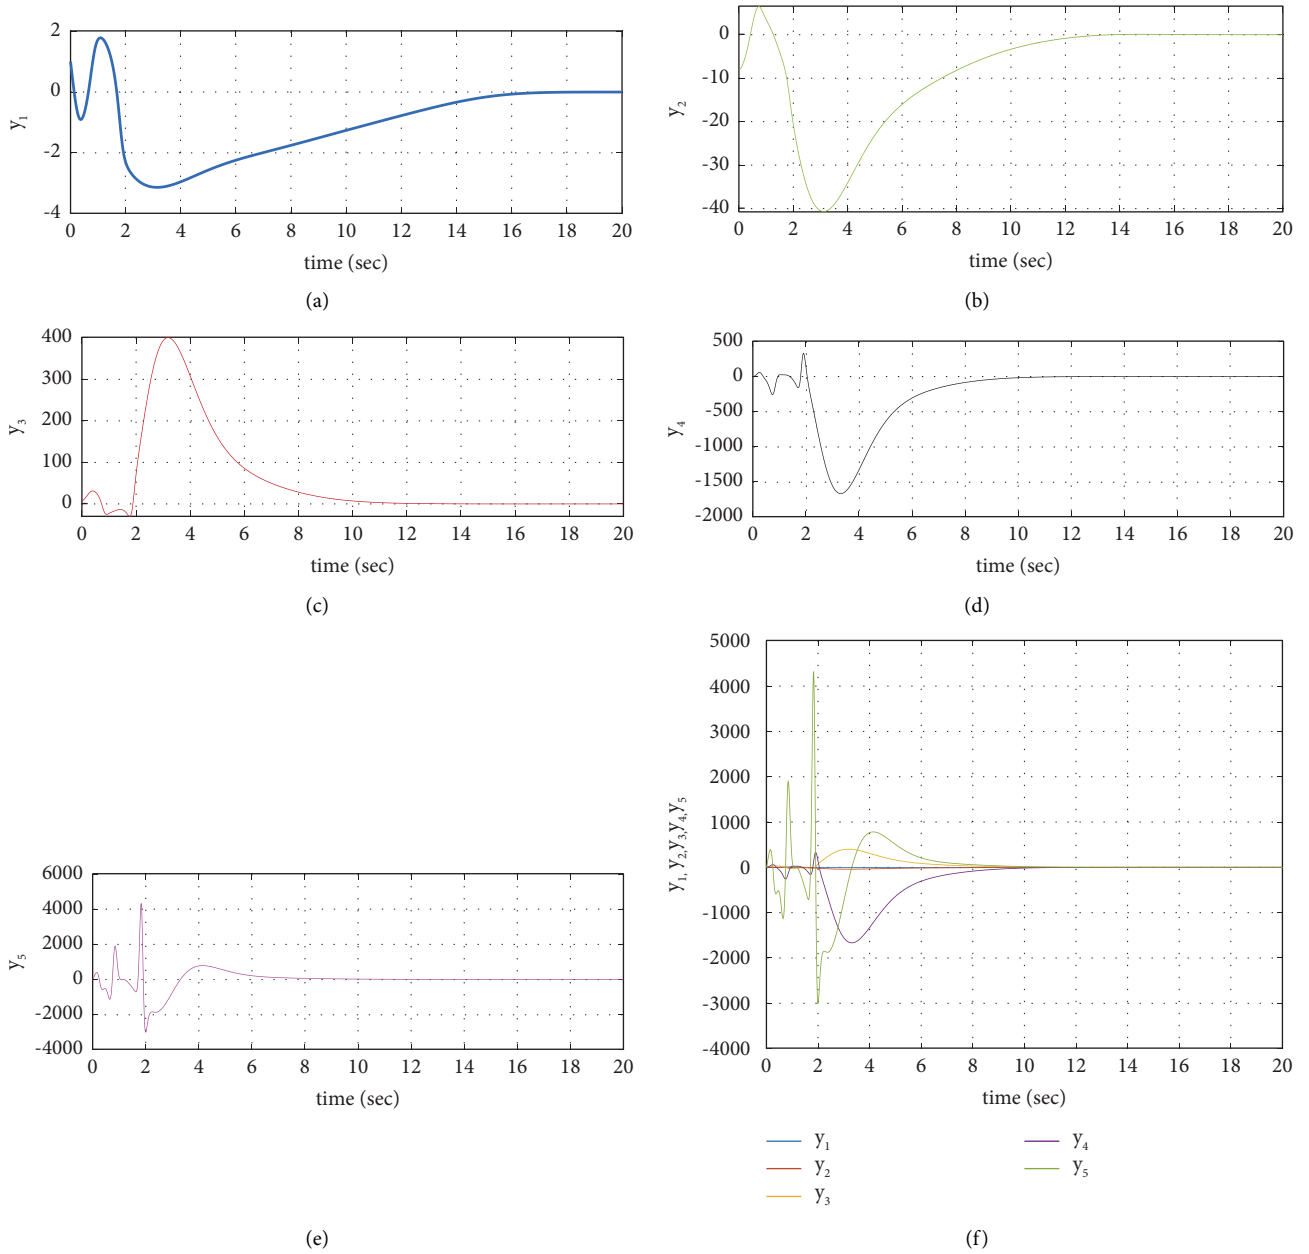 2
0
-2
-4
y1
0 2 4 6 8 10 12 14 16 18 20
time (sec)
(a)
0
-10
-20
-30
-40
y2
0 2 4 6 8 10 12 14 16 18 20
time (sec)
(b)
400
300
200
100
0
y3
0 2 4 6 8 10 12 14 16 18 20
time (sec)
(c)
500
0
-500
-1000
-1500
-2000
y4
0 2 4 6 8 10 12 14 16 18 20
time (sec)
(d)
6000
4000
2000
0
-2000
-4000
y5
0 2 4 6 8 10 12 14 16 18 20
time (sec)
(e)
5000
4000
3000
2000
1000
0
-1000
-2000
-3000
-4000
y1, y2,y3,y4,y5
0 2 4 6 8 10 12 14 16 18 20
time (sec)
y1
y2
y3
y4
y5
(f)